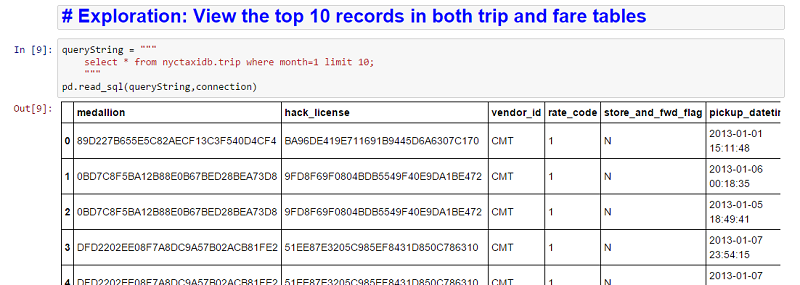 # Exploration: View the top 10 records in both trip and fare tables
In [9]: queryString = """
select * from nyctaxidb.trip where month=1 limit 10;
"""
pd.read_sql(queryString,connection)
Out[9]:
medallion hack_license vendor_id rate_code store_and_fwd_flag pickup_datetin
0 89D227B655E5C82AECF13C3F540D4CF4 BA96DE419E711691B9445D6A6307C170 CMT 1 N 2013-01-01 15:11:48
1 0BD7C8F5BA12B88E0B67BED28BEA73D8 9FD8F69F0804BDB5549F40E9DA1BE472 CMT 1 N 2013-01-06 00:18:35
2 0BD7C8F5BA12B88E0B67BED28BEA73D8 9FD8F69F0804BDB5549F40E9DA1BE472 CMT 1 N 2013-01-05 18:49:41
3 DFD2202EE08F7A8DC9A57B02ACB81FE2 51EE87E3205C985EF8431D850C786310 CMT 1 N 2013-01-07 23:54:15
4 DFD2202EE08F7A8DC9A57B02ACB81FE2 51EE87E3205C985EF8431D850C786310 CMT 1 N 2013-01-07